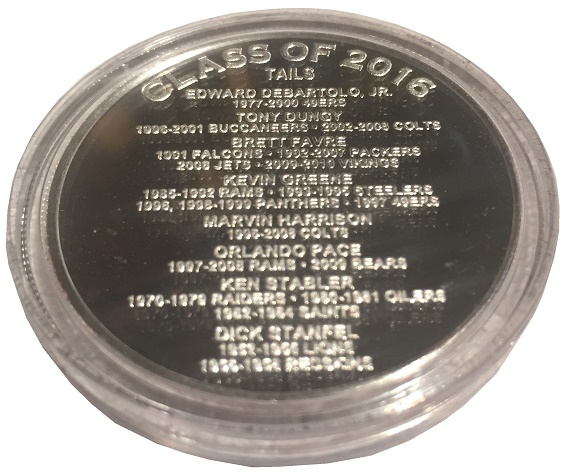 CLASS OF 2016
TAILS
EDWARD DEBARTOLO, JR.
1977-2000 49ERS
TONY DUNGY
1996-2001 BUCCANEERS • 2002-2008 COLTS
BRETT FAVRE
1991 FALCONS • 1992-2007 PACKERS
2008 JETS • 2009-2010 VIKINGS
KEVIN GREENE
1985-1992 RAMS • 1993-1995 STEELERS
1996, 1998-1999 PANTHERS • 1997 49ERS
MARVIN HARRISON
1996-2008 COLTS
ORLANDO PACE
1997-2008 RAMS • 2009 BEARS
KEN STABLER
1970-1979 RAIDERS • 1980-1981 OILERS
1982-1984 SAINTS
DICK STANFEL
LIONS
REDSKINS